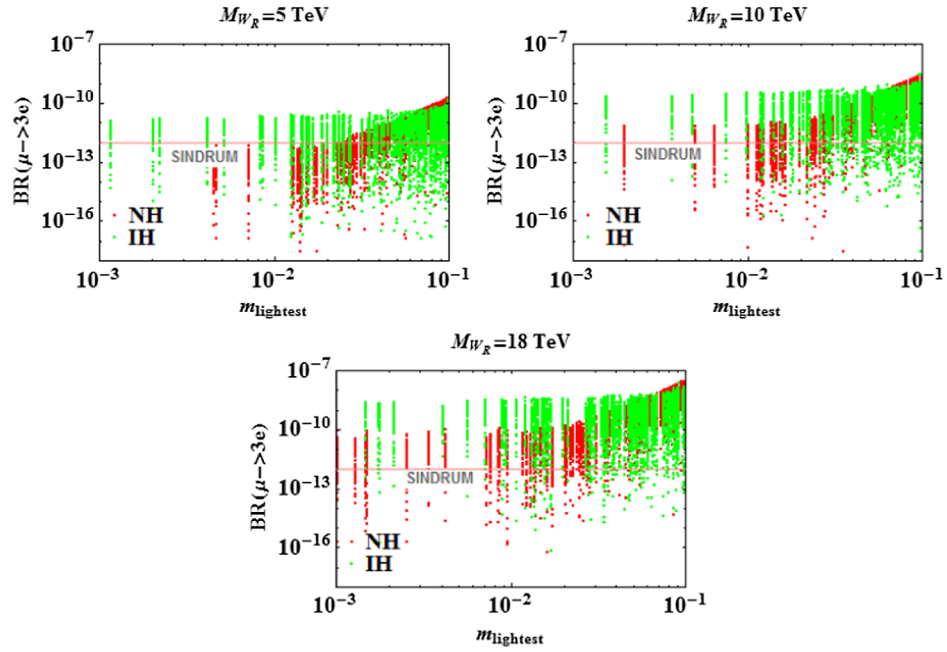 M_{W_R}=5 TeV
10^{-7}
10^{-10}
10^{-13}
10^{-16}
BR(μ−>3e)
SINDRUM
NH
IH
10^{-3}
10^{-2}
10^{-1}
m_{lightest}
M_{W_R}=10 TeV
10^{-7}
10^{-10}
10^{-13}
10^{-16}
BR(μ−>3e)
SINDRUM
NH
IH
10^{-3}
10^{-2}
10^{-1}
m_{lightest}
M_{W_R}=18 TeV
10^{-7}
10^{-10}
10^{-13}
10^{-16}
BR(μ−>3e)
SINDRUM
NH
IH
10^{-3}
10^{-2}
10^{-1}
m_{lightest}